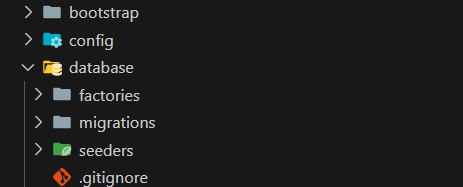 bootstrap
config
database
factories
migrations
seeders
.gitignore